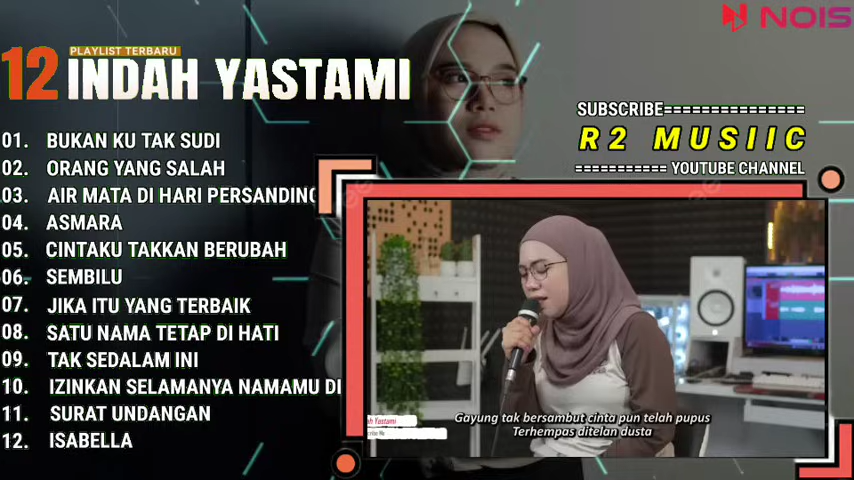 NOIS
PLAYLIST TERBARU
12 INDAH YASTAMI
SUBSCRIBE===============
R2 MUSIIC
=========== YOUTUBE CHANNEL
01. BUKAN KU TAK SUDI
02. ORANG YANG SALAH
03. AIR MATA DI HARI PERSANDING
04. ASMARA
05. CINTAKU TAKKAN BERUBAH
06. SEMBILU
07. JIKA ITU YANG TERBAIK
08. SATU NAMA TETAP DI HATI
09. TAK SEDALAM INI
10. IZINKAN SELAMANYA NAMAMU DI
11. SURAT UNDANGAN
12. ISABELLA
Yastami
Gayung tak bersambut cinta pun telah pupus
Terhempas ditelan dusta